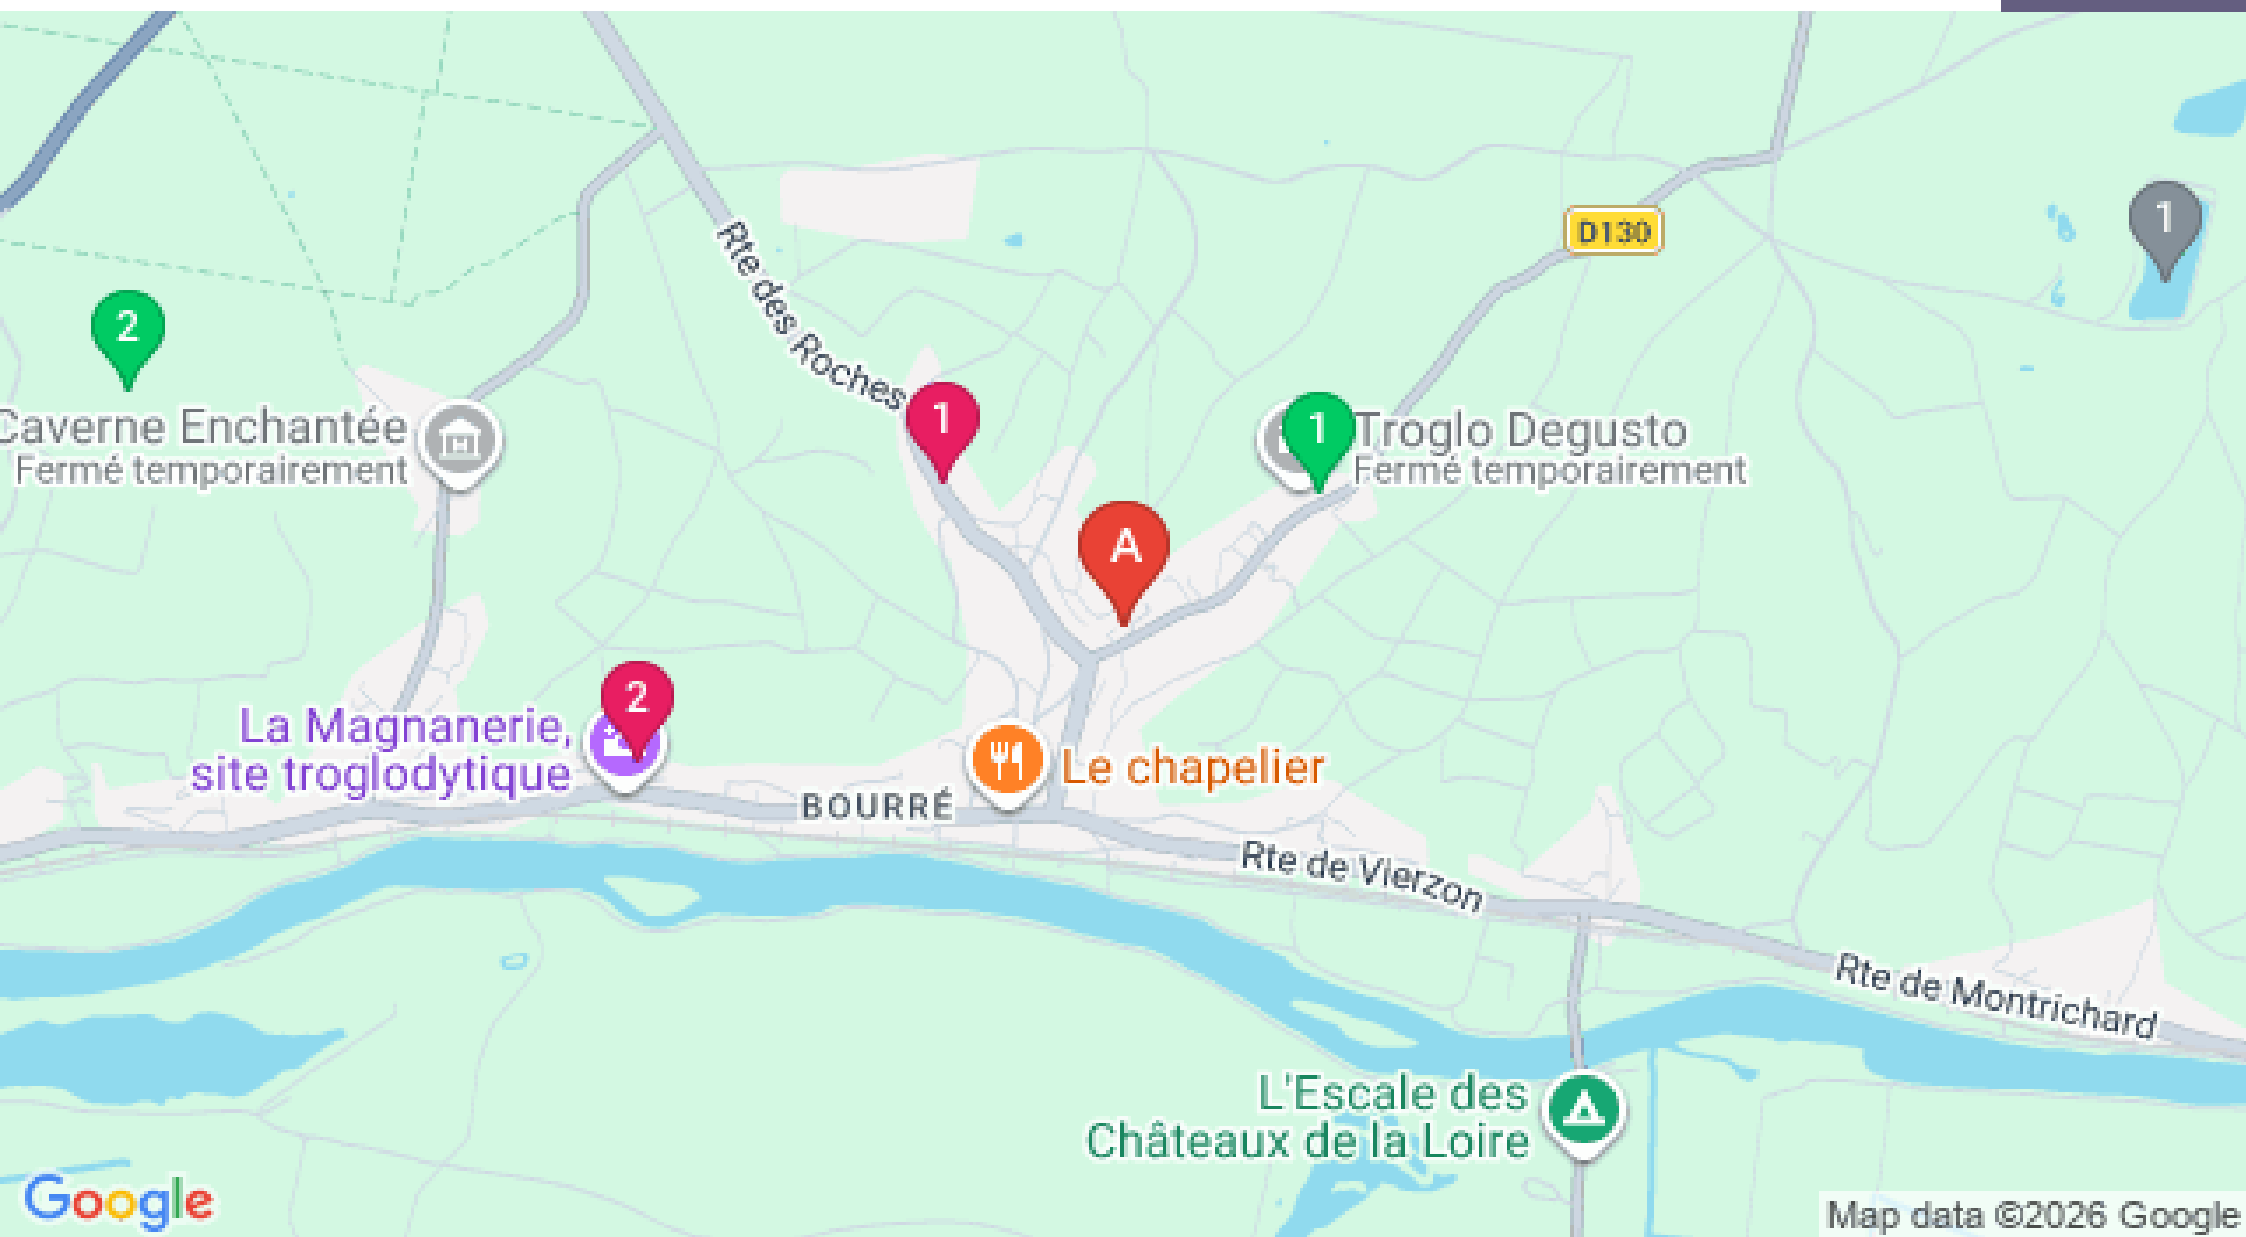 D130
1
Rte des Roches
2
1
1
Caverne Enchantée
Fermé temporairement
Troglo Degusto
Fermé temporairement
A
2
La Magnanerie,
site troglodytique
Le chapelier
BOURRÉ
Rte de Vierzon
Rte de Montrichard
L'Escale des
Châteaux de la Loire
Google
Map data ©2026 Google